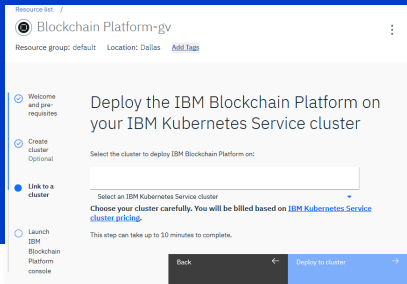 Resource list /
Blockchain Platform-gv
Resource group: default Location: Dallas Add Tags
Welcome
and pre-
requisites
Create
cluster
Optional
Link to a
cluster
Launch
IBM
Blockchain
Platform
console
Deploy the IBM Blockchain Platform on
your IBM Kubernetes Service cluster
Select the cluster to deploy IBM Blockchain Platform on:
Select an IBM Kubernetes Service cluster
Choose your cluster carefully. You will be billed based on IBM Kubernetes Service
cluster pricing.
This step can take up to 10 minutes to complete.
Back
Deploy to cluster